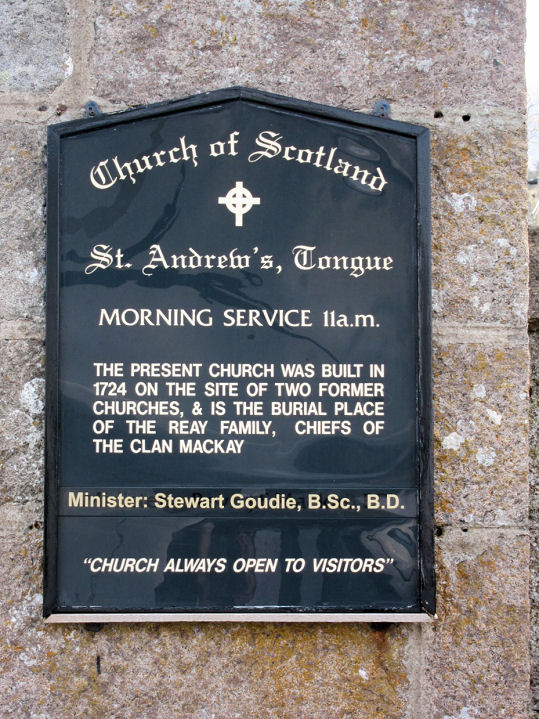 Church of Scotland
St. Andrew's, Tongue
MORNING SERVICE 11a.m.
THE PRESENT CHURCH WAS BUILT IN
1724 ON THE SITE OF TWO FORMER
CHURCHES, & IS THE BURIAL PLACE
OF THE REAY FAMILY, CHIEFS OF
THE CLAN MACKAY
Minister: Stewart Goudie, B.Sc., B.D.
"CHURCH ALWAYS OPEN TO VISITORS"